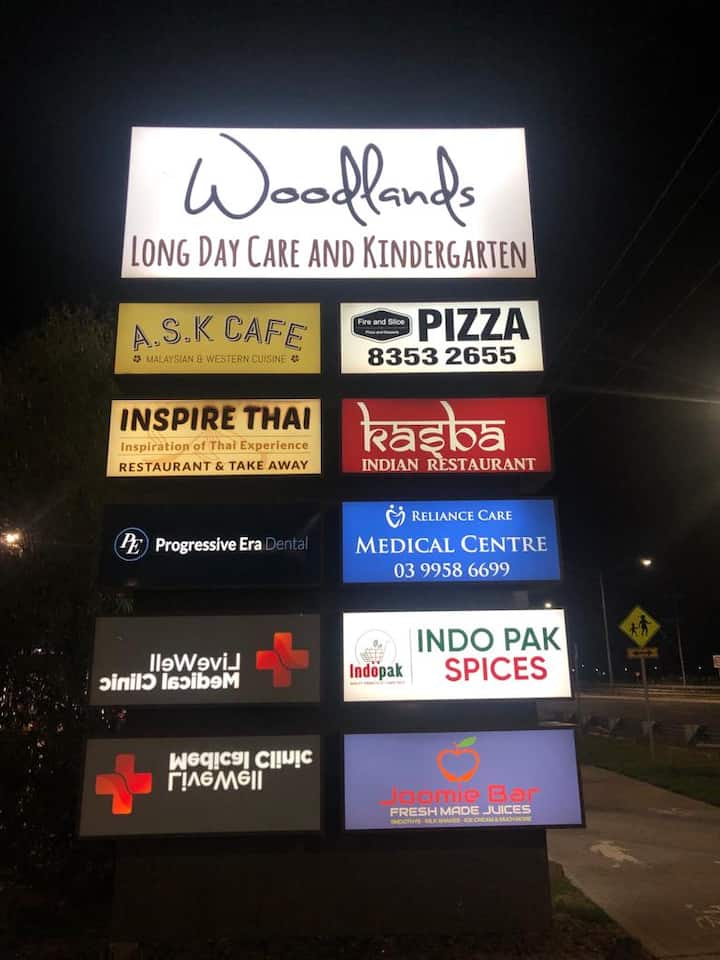 Woodlands
LONG DAY CARE AND KINDERGARTEN
A.S.K CAFE
MALAYSIAN & WESTERN CUISINE
Fire and Slice
PIZZA
8353 2655
INSPIRE THAI
Inspiration of Thai Experience
RESTAURANT & TAKE AWAY
kasba
INDIAN RESTAURANT
PE Progressive Era Dental
RELIANCE CARE
MEDICAL CENTRE
03 9958 6699
LiveWell
Medical Clinic
Indopak
INDO PAK
SPICES
Medical Clinic
LiveWell
Joomie Bar
FRESH MADE JUICES